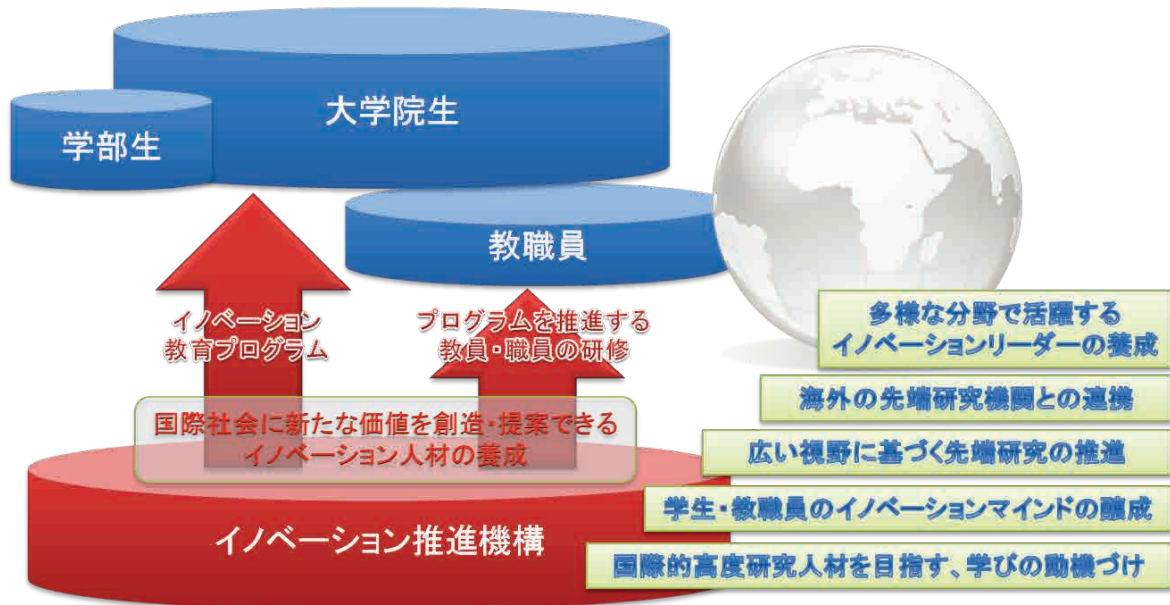 大学院生
学部生
教職員
イノベーション
教育プログラム
プログラムを推進する
教員・職員の研修
国際社会に新たな価値を創造・提案できる
イノベーション人材の養成
イノベーション推進機構
多様な分野で活躍する
イノベーションリーダーの養成
海外の先端研究機関との連携
広い視野に基づく先端研究の推進
学生・教職員のイノベーションマインドの醸成
国際的高度研究人材を目指す、学びの動機づけ